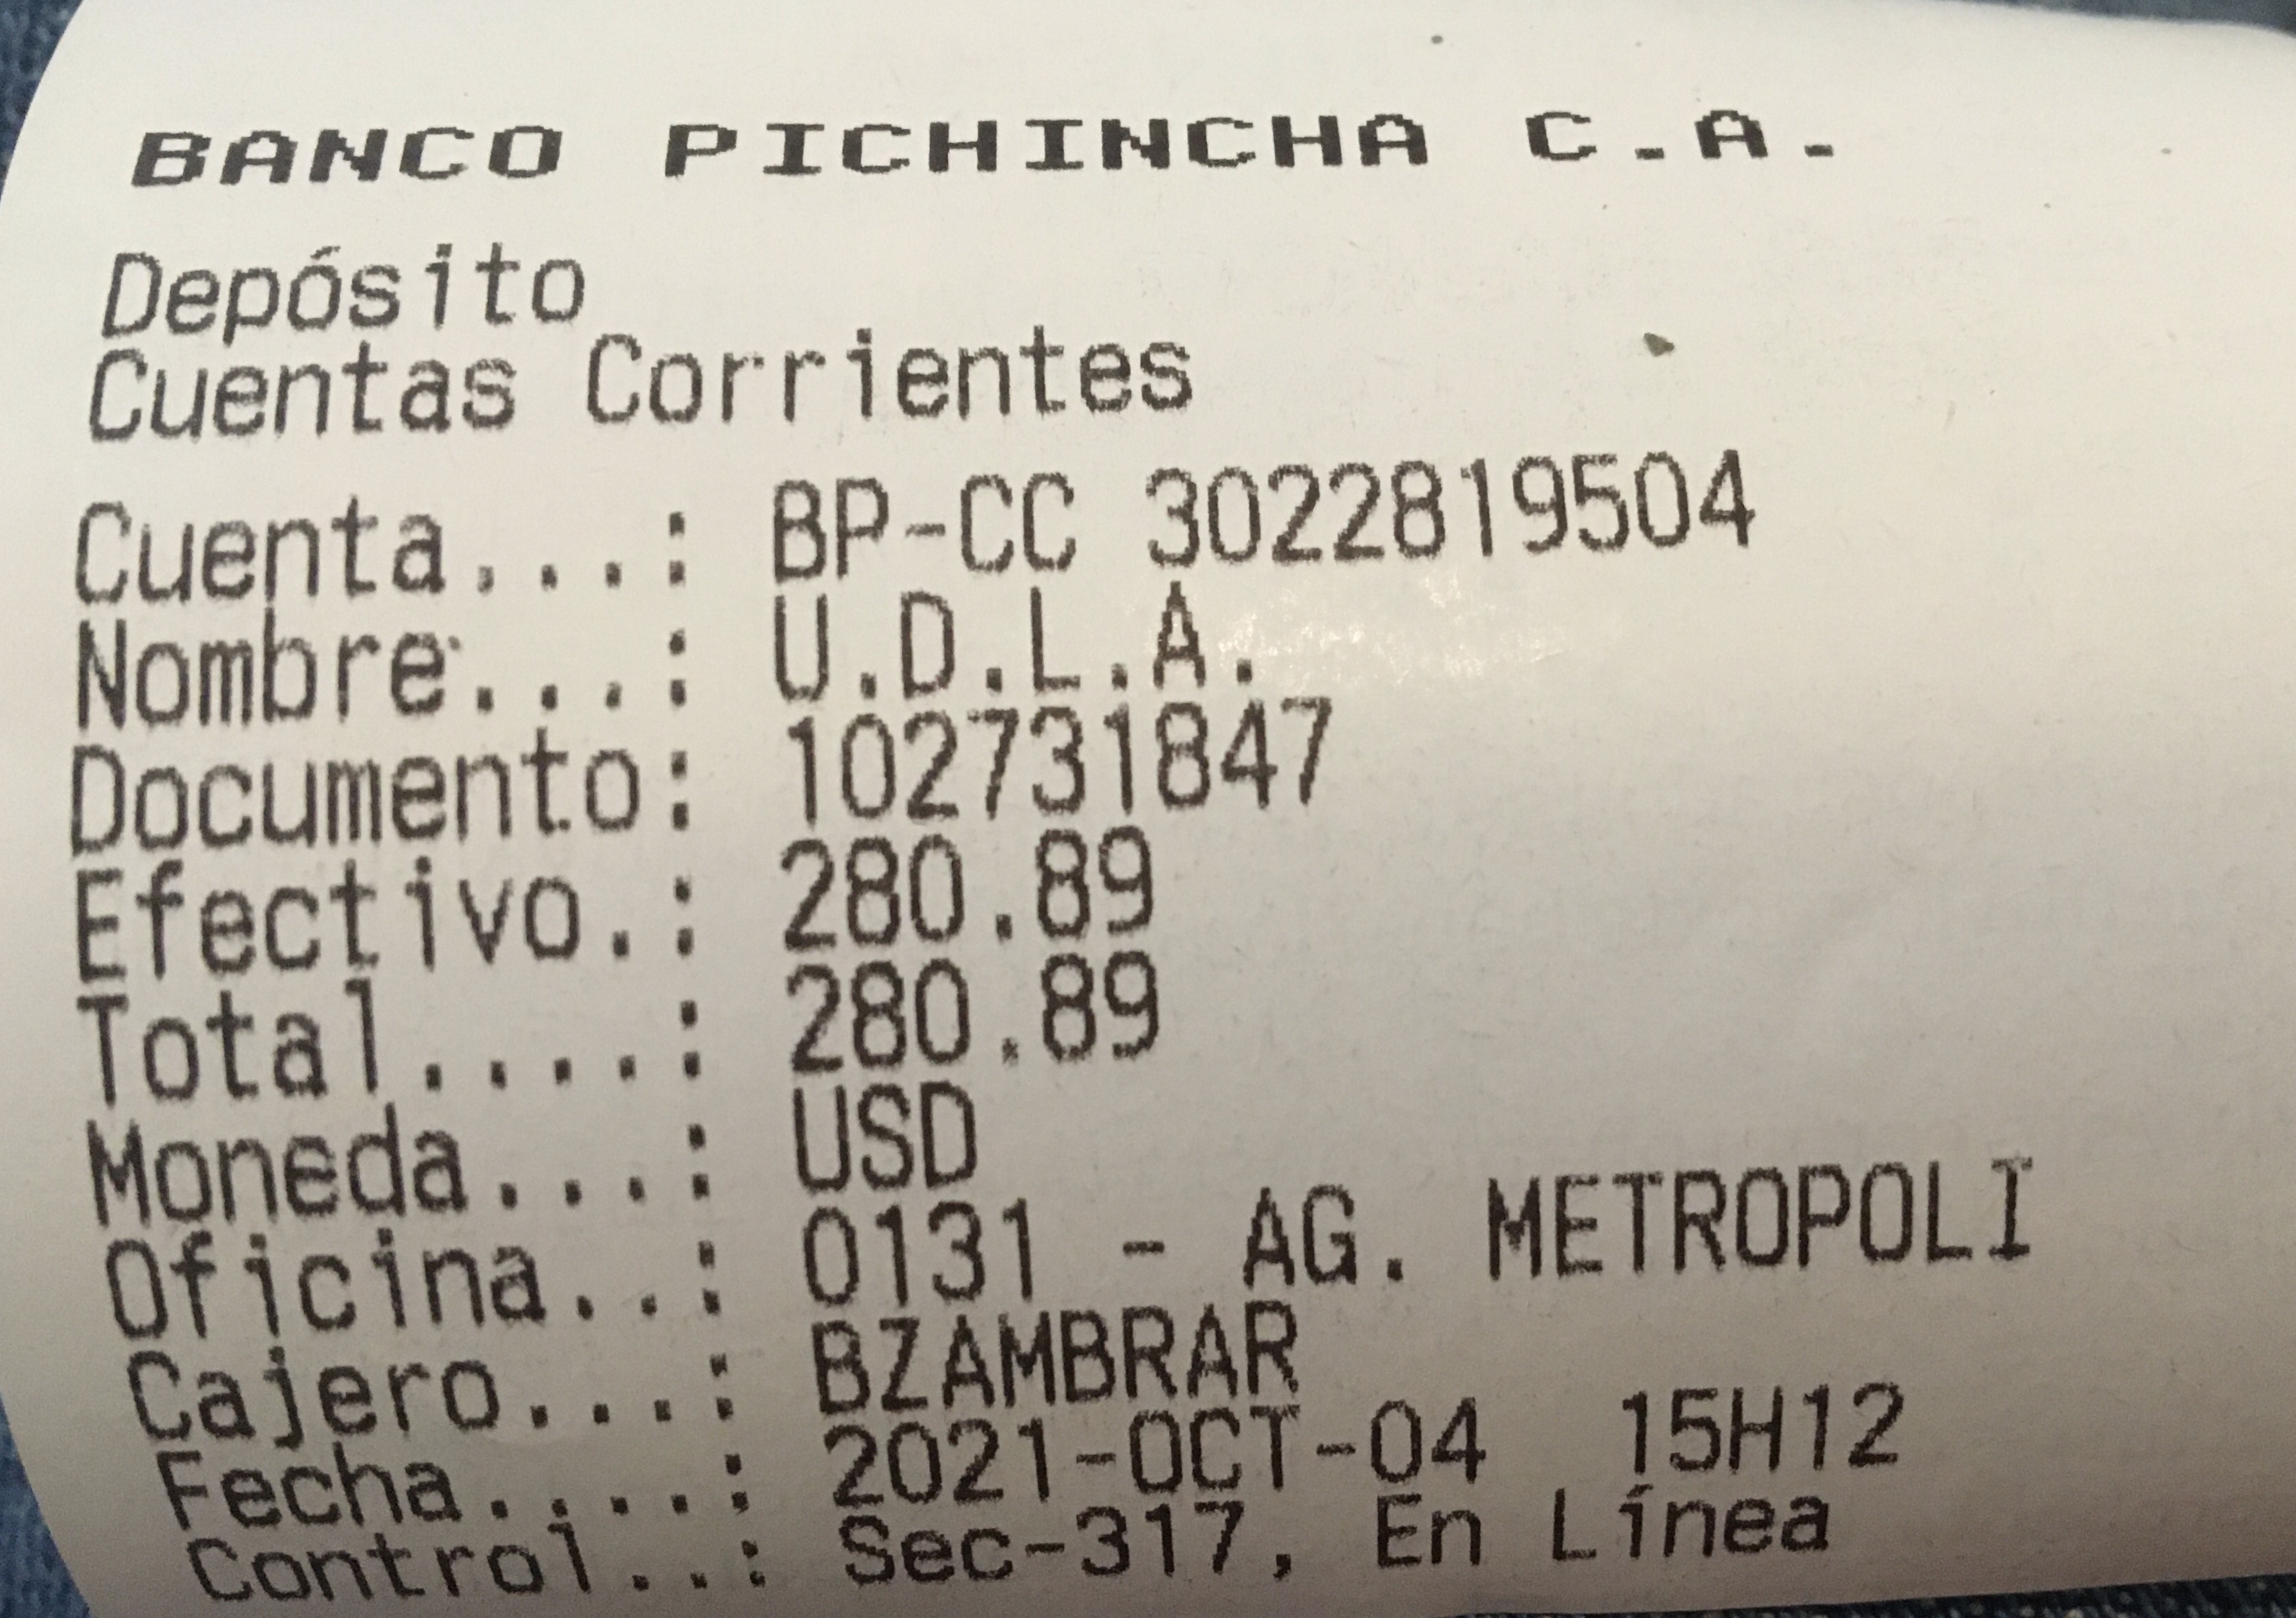 BANCO PICHINCHA C.A.
Depósito
Cuentas Corrientes
Cuenta...: BP-CC 3022819504
Nombre...: U.D.L.A.
Documento: 102731847
Efectivo.: 280.89
Total....: 280.89
Moneda...: USD
Oficina..: 0131 - AG. METROPOLI
Cajero...: BZAMBRAR
Fecha....: 2021-OCT-04  15H12
Control..: Sec-317, En Línea